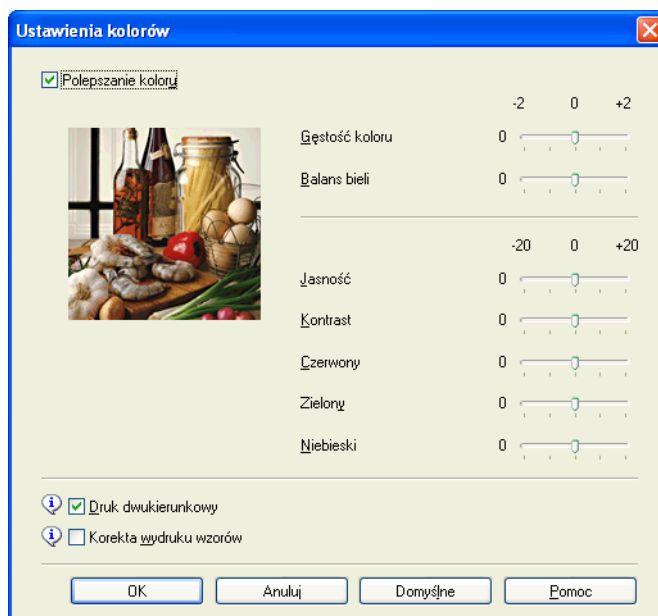 Ustawienia kolorów
Polepszanie koloru
-2 0 +2
Gęstość koloru 0
Balans bieli 0
-20 0 +20
Jasność 0
Kontrast 0
Czerwony 0
Zielony 0
Niebieski 0
Druk dwukierunkowy
Korekta wydruku wzorów
OK Anuluj Domyślne Pomoc